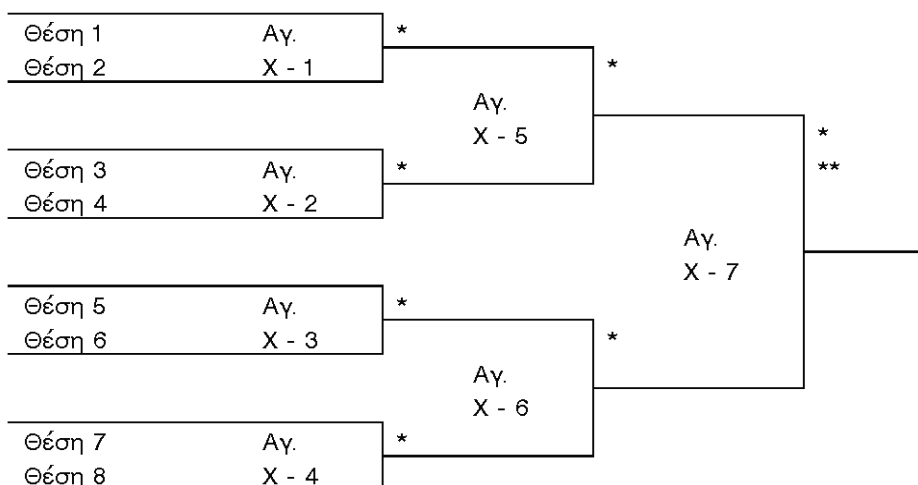 Θέση 1 Αγ. *
Θέση 2 Χ - 1 *
Αγ.
Χ - 5 *
Θέση 3 Αγ. * **
Θέση 4 Χ - 2
Αγ.
Χ - 7
Θέση 5 Αγ. *
Θέση 6 Χ - 3 *
Αγ.
Χ - 6
Θέση 7 Αγ. *
Θέση 8 Χ - 4